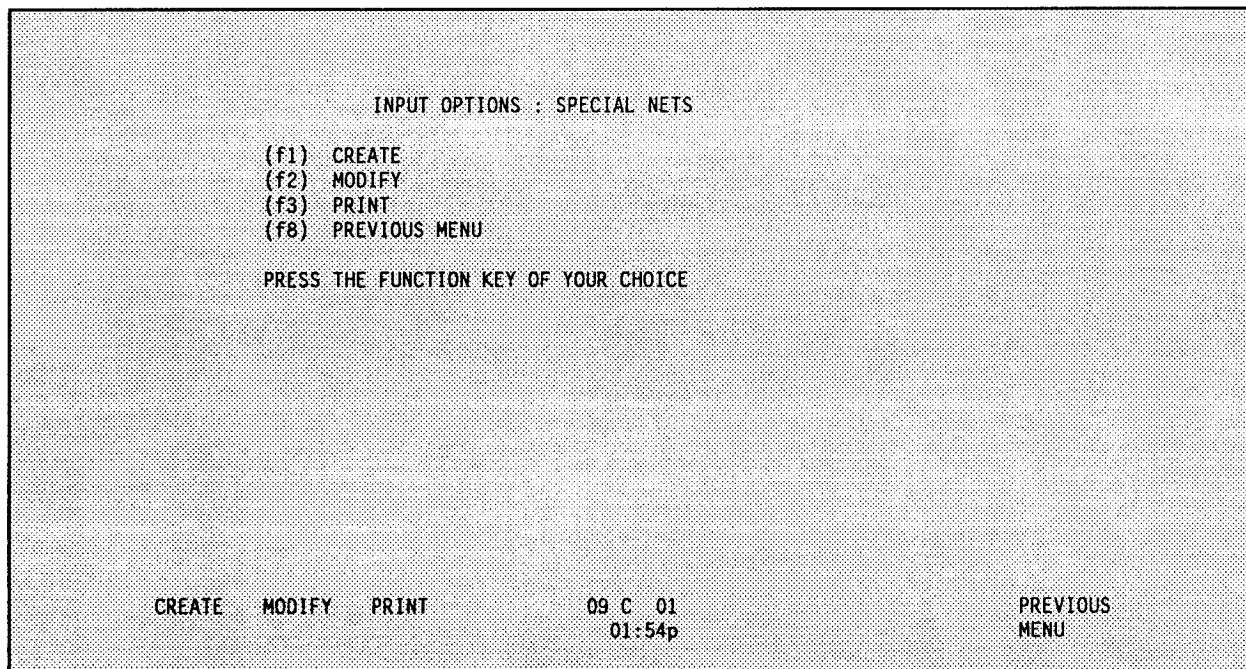 INPUT OPTIONS : SPECIAL NETS
(f1) CREATE
(f2) MODIFY
(f3) PRINT
(f8) PREVIOUS MENU
PRESS THE FUNCTION KEY OF YOUR CHOICE
CREATE MODIFY PRINT 09 C 01 PREVIOUS
01:54p MENU